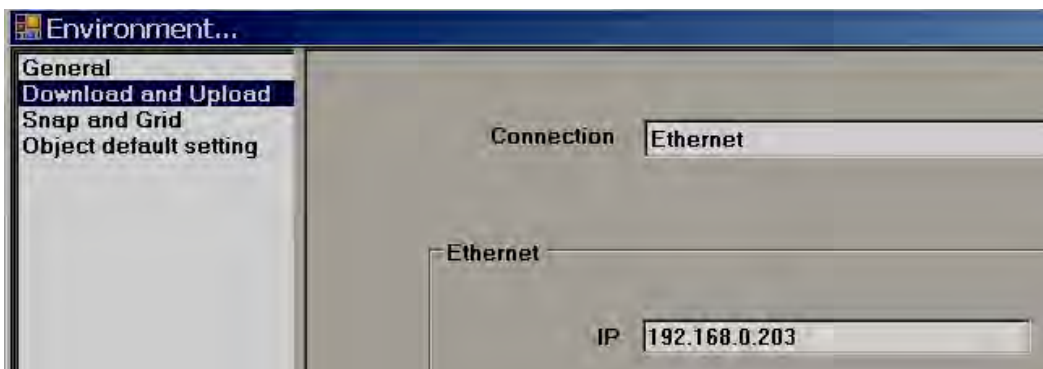 Environment...
General
Download and Upload
Snap and Grid
Object default setting
Connection
Ethernet
Ethernet
IP
192.168.0.203